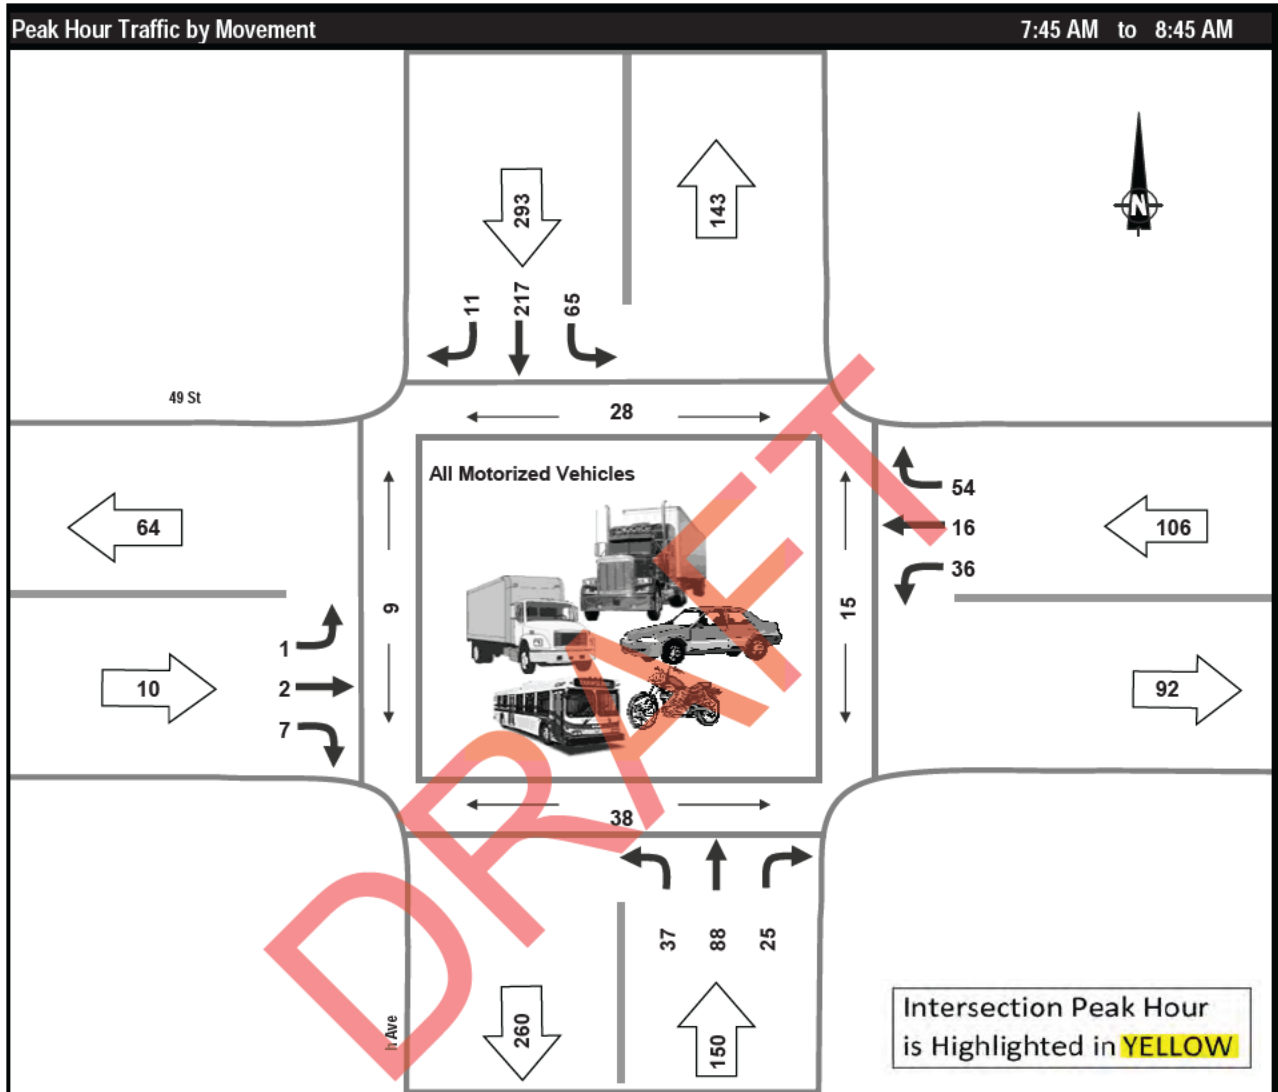 Peak Hour Traffic by Movement 7:45 AM to 8:45 AM
293
143
11 217 65
N
49 St
28
All Motorized Vehicles
54
64
16
106
36
9
15
1
10
2
92
7
38
37 88 25
Ave
260
150
Intersection Peak Hour
is Highlighted in YELLOW
DRAFT